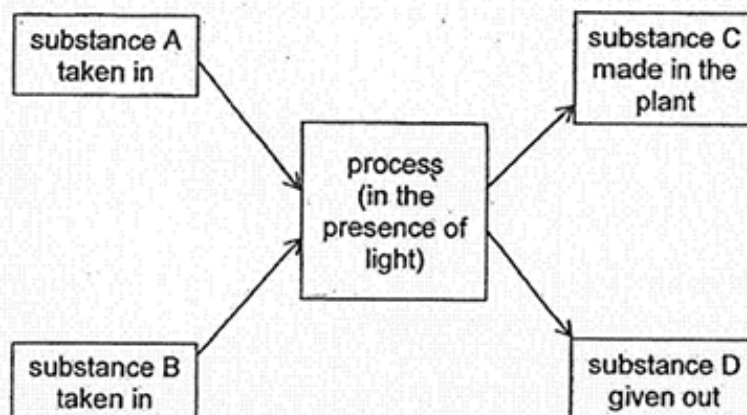 substance A
taken in
substance C
made in the
plant
process
(in the
presence of
light)
substance B
taken in
substance D
given out